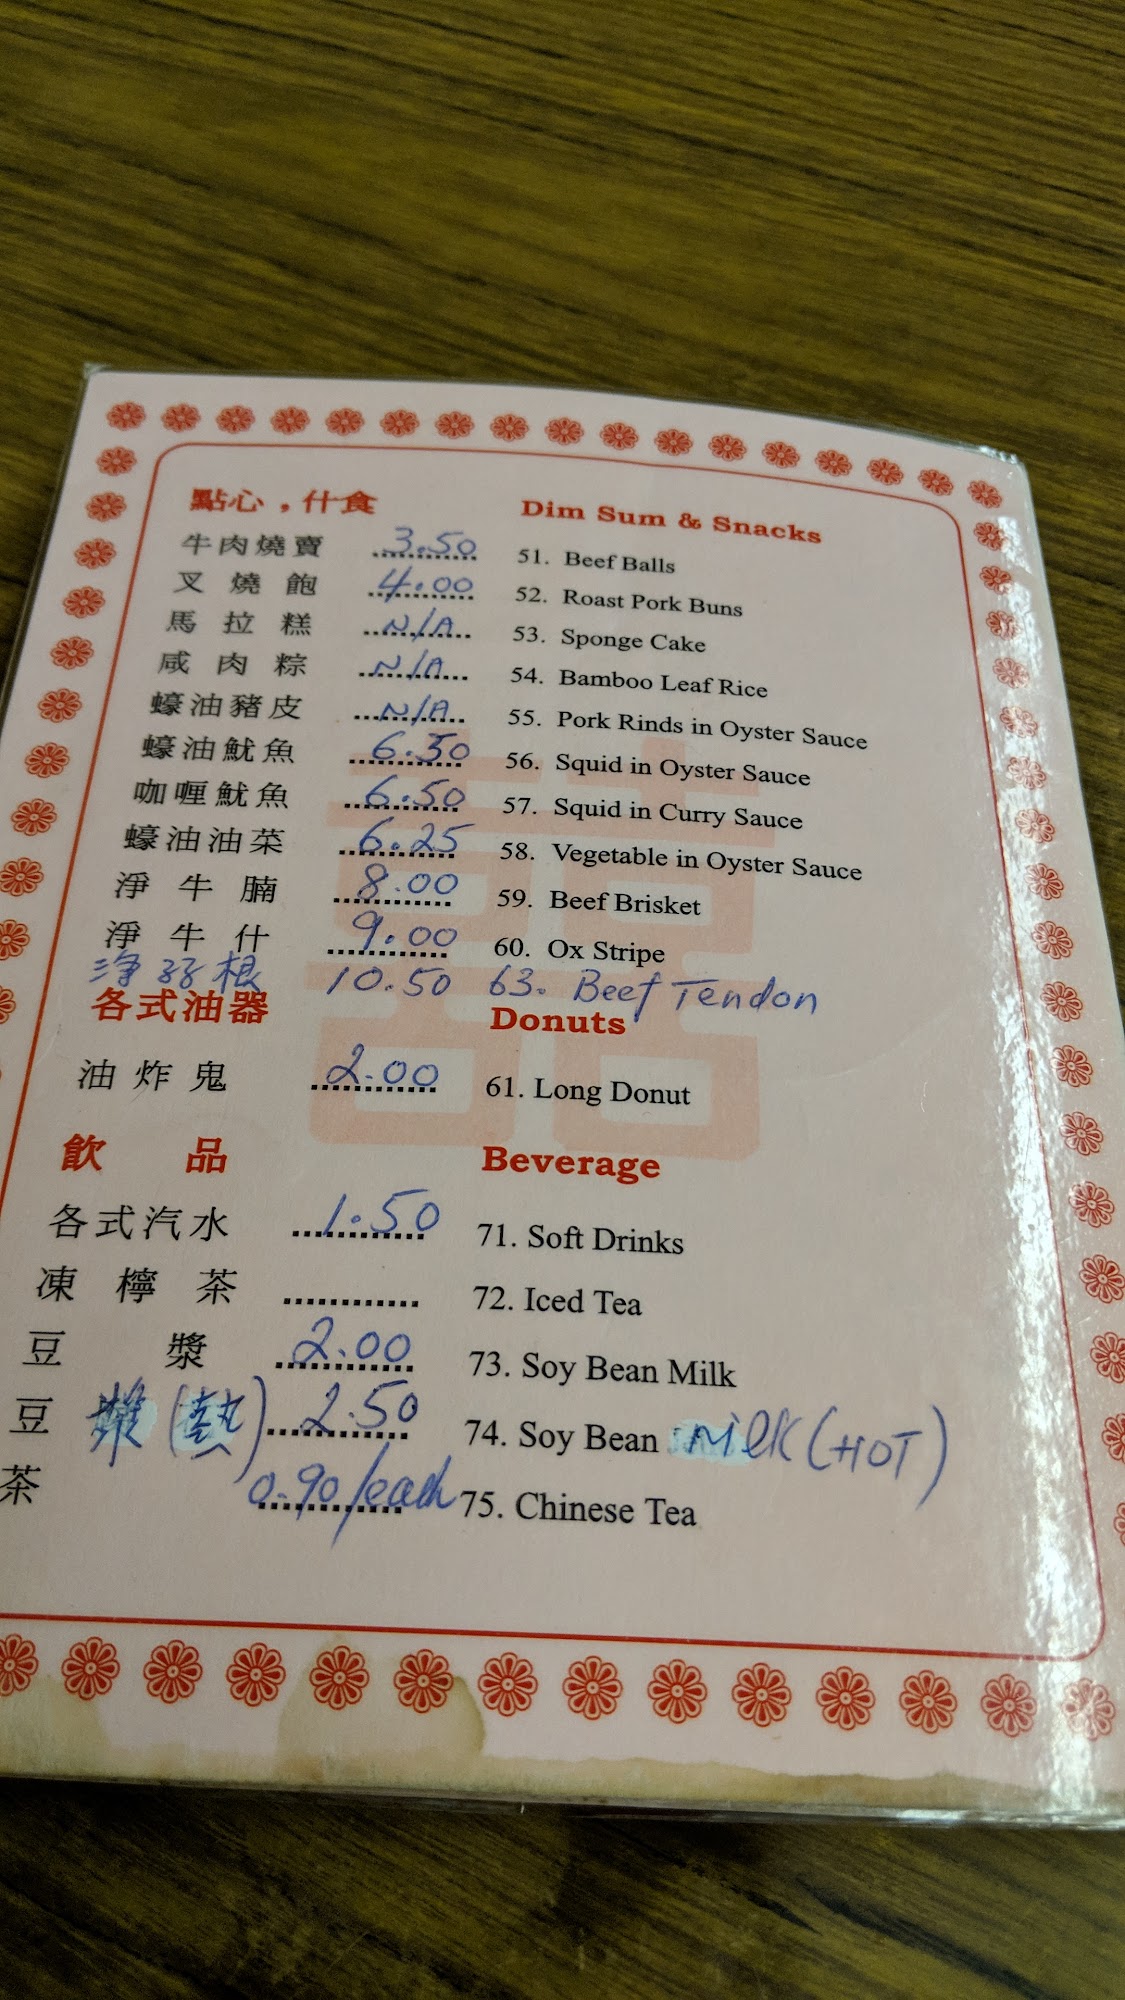 點心，什食 Dim Sum & Snacks
牛肉燒賣 3.50 51. Beef Balls
叉燒飽 4.00 52. Roast Pork Buns
馬拉糕 N/A 53. Sponge Cake
咸肉粽 N/A 54. Bamboo Leaf Rice
蠔油豬皮 N/A 55. Pork Rinds in Oyster Sauce
蠔油魷魚 6.50 56. Squid in Oyster Sauce
咖喱魷魚 6.50 57. Squid in Curry Sauce
蠔油油菜 6.25 58. Vegetable in Oyster Sauce
淨牛腩 8.00 59. Beef Brisket
淨牛什 9.00 60. Ox Stripe
淨孖根 10.50 63. Beef Tendon
各式油器 Donuts
油炸鬼 2.00 61. Long Donut
飲品 Beverage
各式汽水 1.50 71. Soft Drinks
凍檸茶 72. Iced Tea
豆漿 2.00 73. Soy Bean Milk
豆漿(熱) 2.50 74. Soy Bean Milk (HOT)
茶 0.90/each 75. Chinese Tea